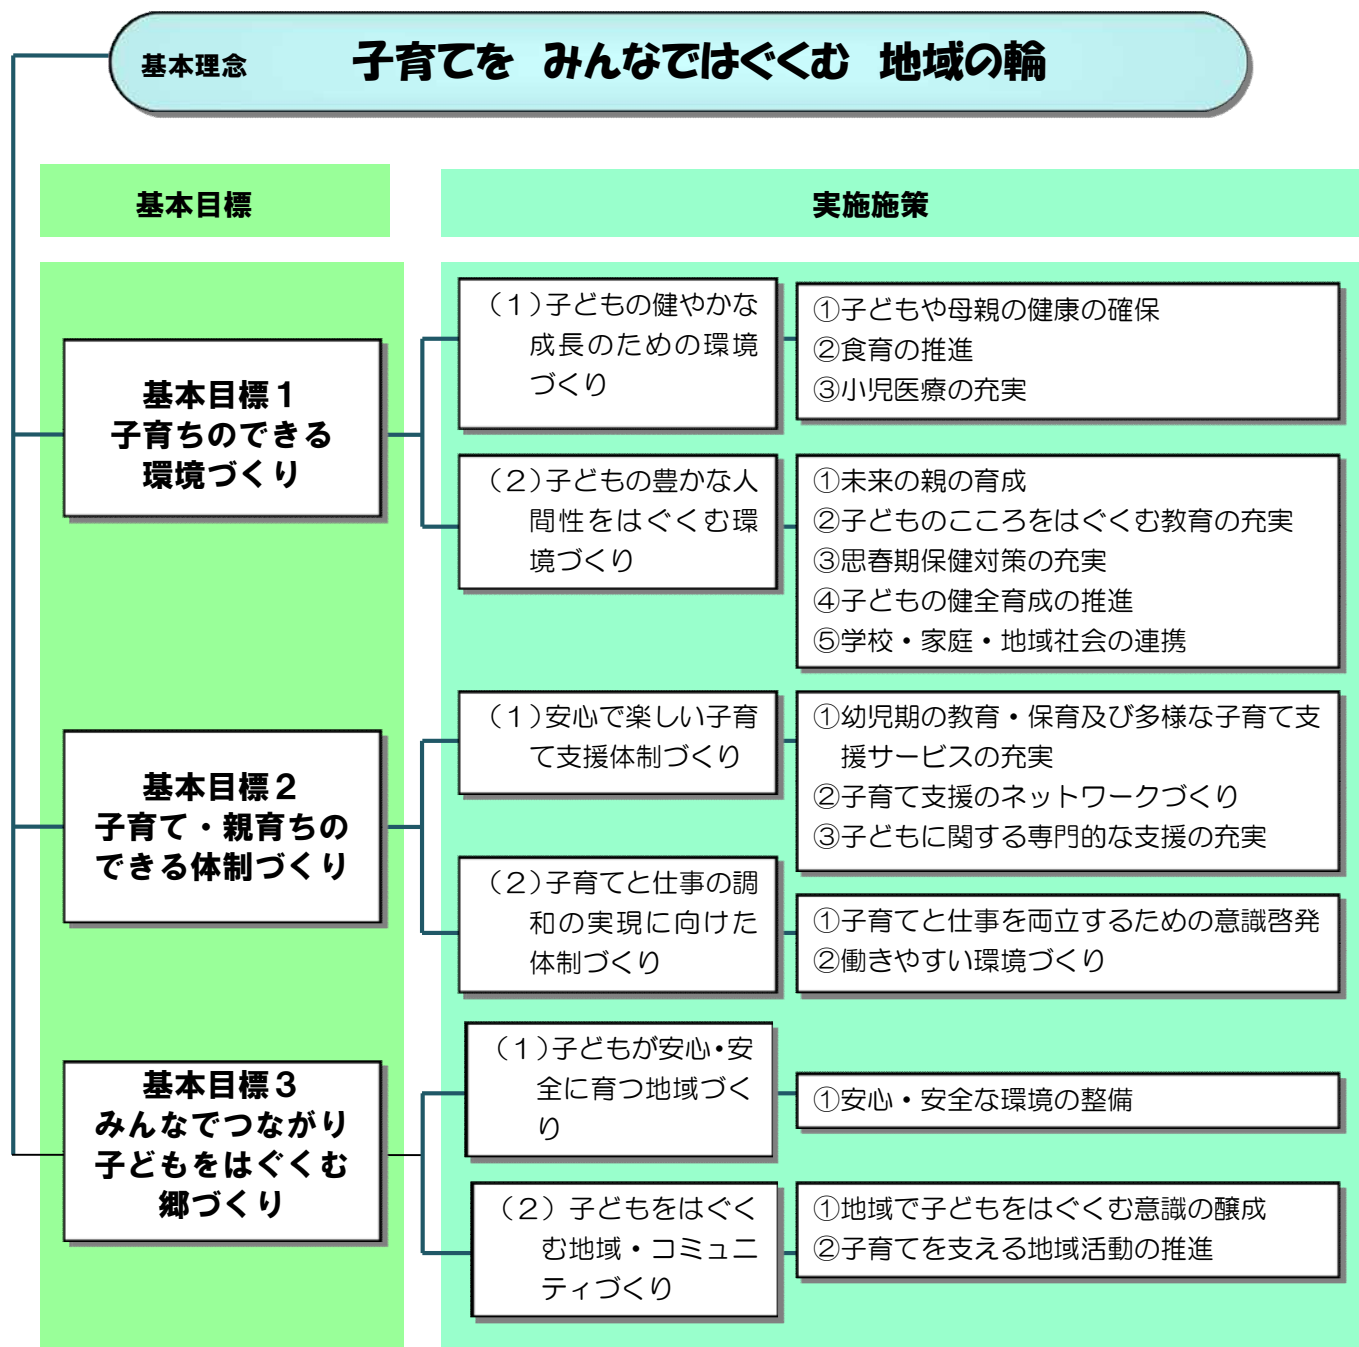 基本理念 子育てを みんなではぐくむ 地域の輪
基本目標
実施施策
基本目標１
子育ちのできる
環境づくり
（１）子どもの健やかな
成長のための環境
づくり
①子どもや母親の健康の確保
②食育の推進
③小児医療の充実
（２）子どもの豊かな人
間性をはぐくむ環
境づくり
①未来の親の育成
②子どものこころをはぐくむ教育の充実
③思春期保健対策の充実
④子どもの健全育成の推進
⑤学校・家庭・地域社会の連携
基本目標２
子育て・親育ちの
できる体制づくり
（１）安心で楽しい子育
て支援体制づくり
①幼児期の教育・保育及び多様な子育て支
援サービスの充実
②子育て支援のネットワークづくり
③子どもに関する専門的な支援の充実
（２）子育てと仕事の調
和の実現に向けた
体制づくり
①子育てと仕事を両立するための意識啓発
②働きやすい環境づくり
基本目標３
みんなでつながり
子どもをはぐくむ
郷づくり
（１）子どもが安心・安
全に育つ地域づく
り
①安心・安全な環境の整備
（２）子どもをはぐく
む地域・コミュニ
ティづくり
①地域で子どもをはぐくむ意識の醸成
②子育てを支える地域活動の推進